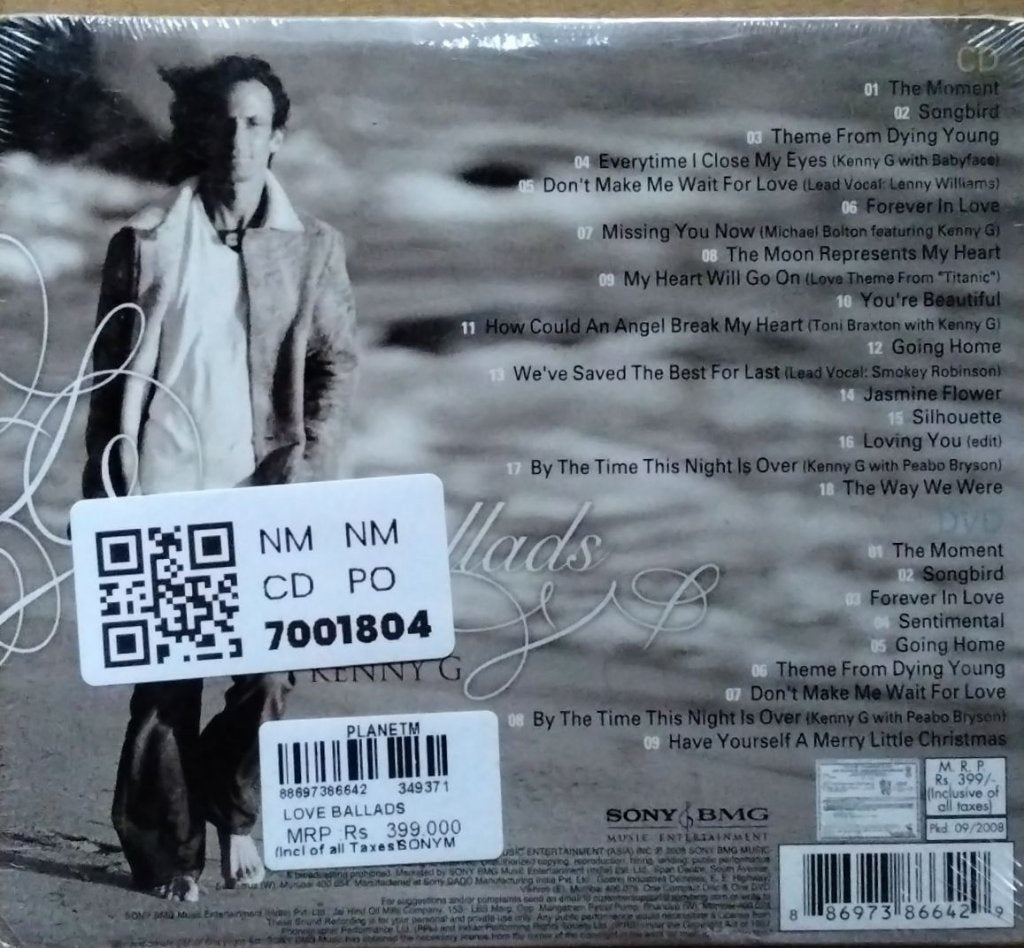 CD
01 The Moment
02 Songbird
03 Theme From Dying Young
04 Everytime I Close My Eyes (Kenny G with Babyface)
05 Don't Make Me Wait For Love (Lead Vocal: Lenny Williams)
06 Forever In Love
07 Missing You Now (Michael Bolton featuring Kenny G)
08 The Moon Represents My Heart
09 My Heart Will Go On (Love Theme From "Titanic")
10 You're Beautiful
11 How Could An Angel Break My Heart (Toni Braxton with Kenny G)
12 Going Home
13 We've Saved The Best For Last (Lead Vocal: Smokey Robinson)
14 Jasmine Flower
15 Silhouette
16 Loving You (edit)
17 By The Time This Night Is Over (Kenny G with Peabo Bryson)
18 The Way We Were
DVD
01 The Moment
02 Songbird
03 Forever In Love
04 Sentimental
05 Going Home
06 Theme From Dying Young
07 Don't Make Me Wait For Love
08 By The Time This Night Is Over (Kenny G with Peabo Bryson)
09 Have Yourself A Merry Little Christmas
llads
NM NM
CD PO
7001804
KENNY G
PLANETM
88697386642 349371
LOVE BALLADS
MRP Rs 399.000
(Incl of all Taxes SONYM
SONY BMG
MUSIC ENTERTAINMENT
M. R. P.
Rs. 399/-
(Inclusive of
all taxes)
Pkd. 09/2008
8 86973 86642 9